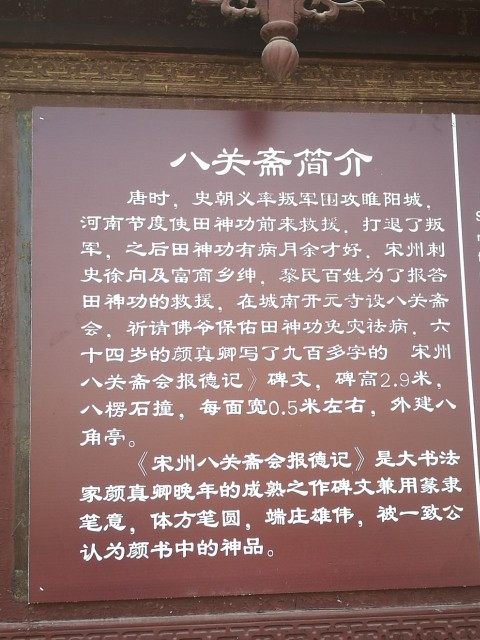 八关斋简介
唐时，史朝义率叛军围攻睢阳城，
河南节度使田神功前来救援，打退了叛
军，之后田神功有病月余才好，宋州刺
史徐向及富商乡绅，黎民百姓为了报答
田神功的救援，在城南开元寺设八关斋
会，祈请佛爷保佑田神功免灾祛病，六
十四岁的颜真卿写了九百多字的 宋州
八关斋会报德记》碑文，碑高2.9米，
八楞石撞，每面宽0.5米左右，外建八
角亭。
《宋州八关斋会报德记》是大书法
家颜真卿晚年的成熟之作碑文兼用篆隶
笔意，体方笔圆，端庄雄伟，被一致公
认为颜书中的神品。